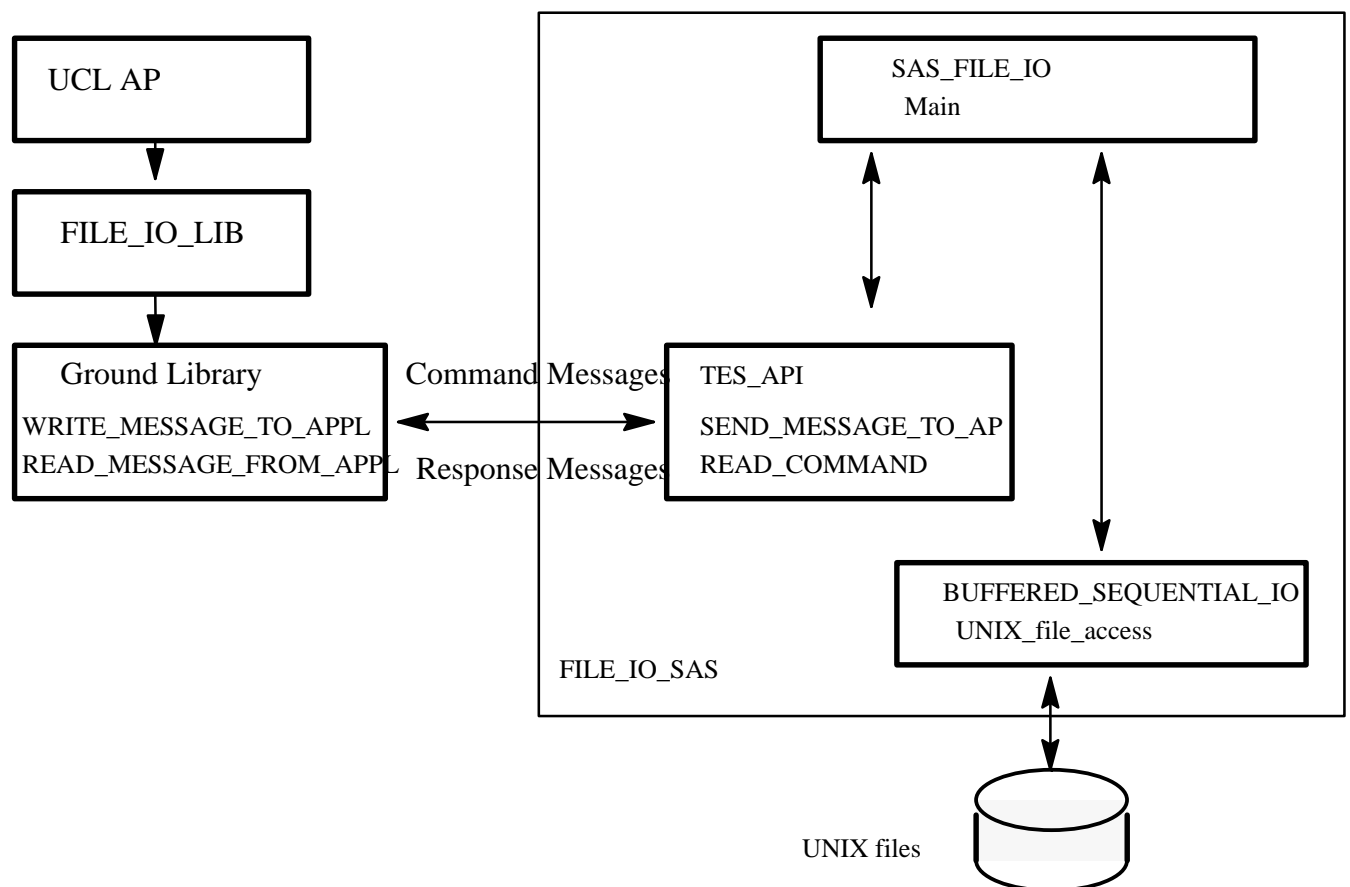 UCL AP
FILE_IO_LIB
Ground Library
WRITE_MESSAGE_TO_APPL
READ_MESSAGE_FROM_APPL
Command Messages
Response Messages
SAS_FILE_IO
Main
TES_API
SEND_MESSAGE_TO_AP
READ_COMMAND
BUFFERED_SEQUENTIAL_IO
UNIX_file_access
FILE_IO_SAS
UNIX files